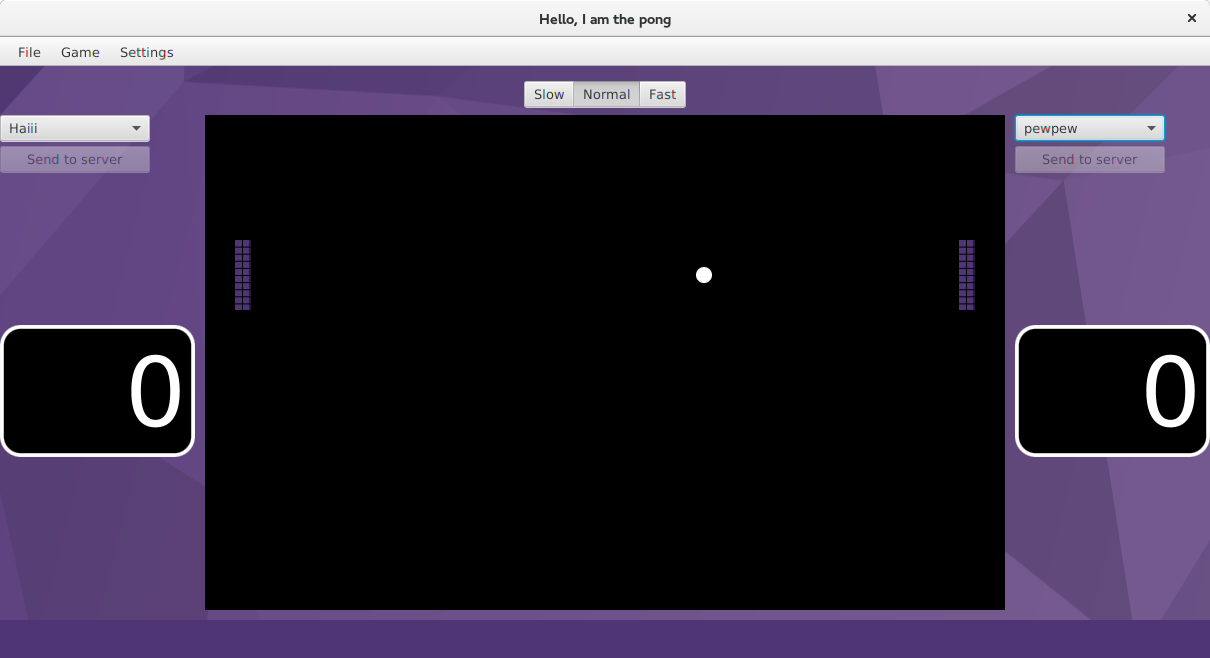 Hello, I am the pong
File Game Settings
Slow Normal Fast
Haiii
pewpew
Send to server
Send to server
0
0